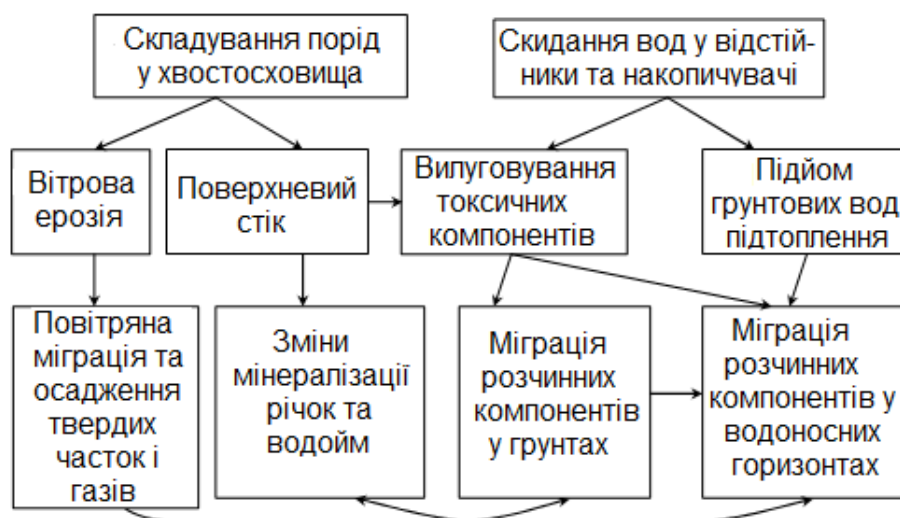 Складування порід
у хвостосховища
Скидання вод у відстій-
ники та накопичувачі
Вітрова
ерозія
Поверхневий
стік
Вилуговування
токсичних
компонентів
Підйом
грунтових вод
підтоплення
Повітряна
міграція та
осадження
твердих
часток і
газів
Зміни
мінералізації
річок та
водойм
Міграція
розчинних
компонентів
у грунтах
Міграція
розчинних
компонентів у
водоносних
горизонтах